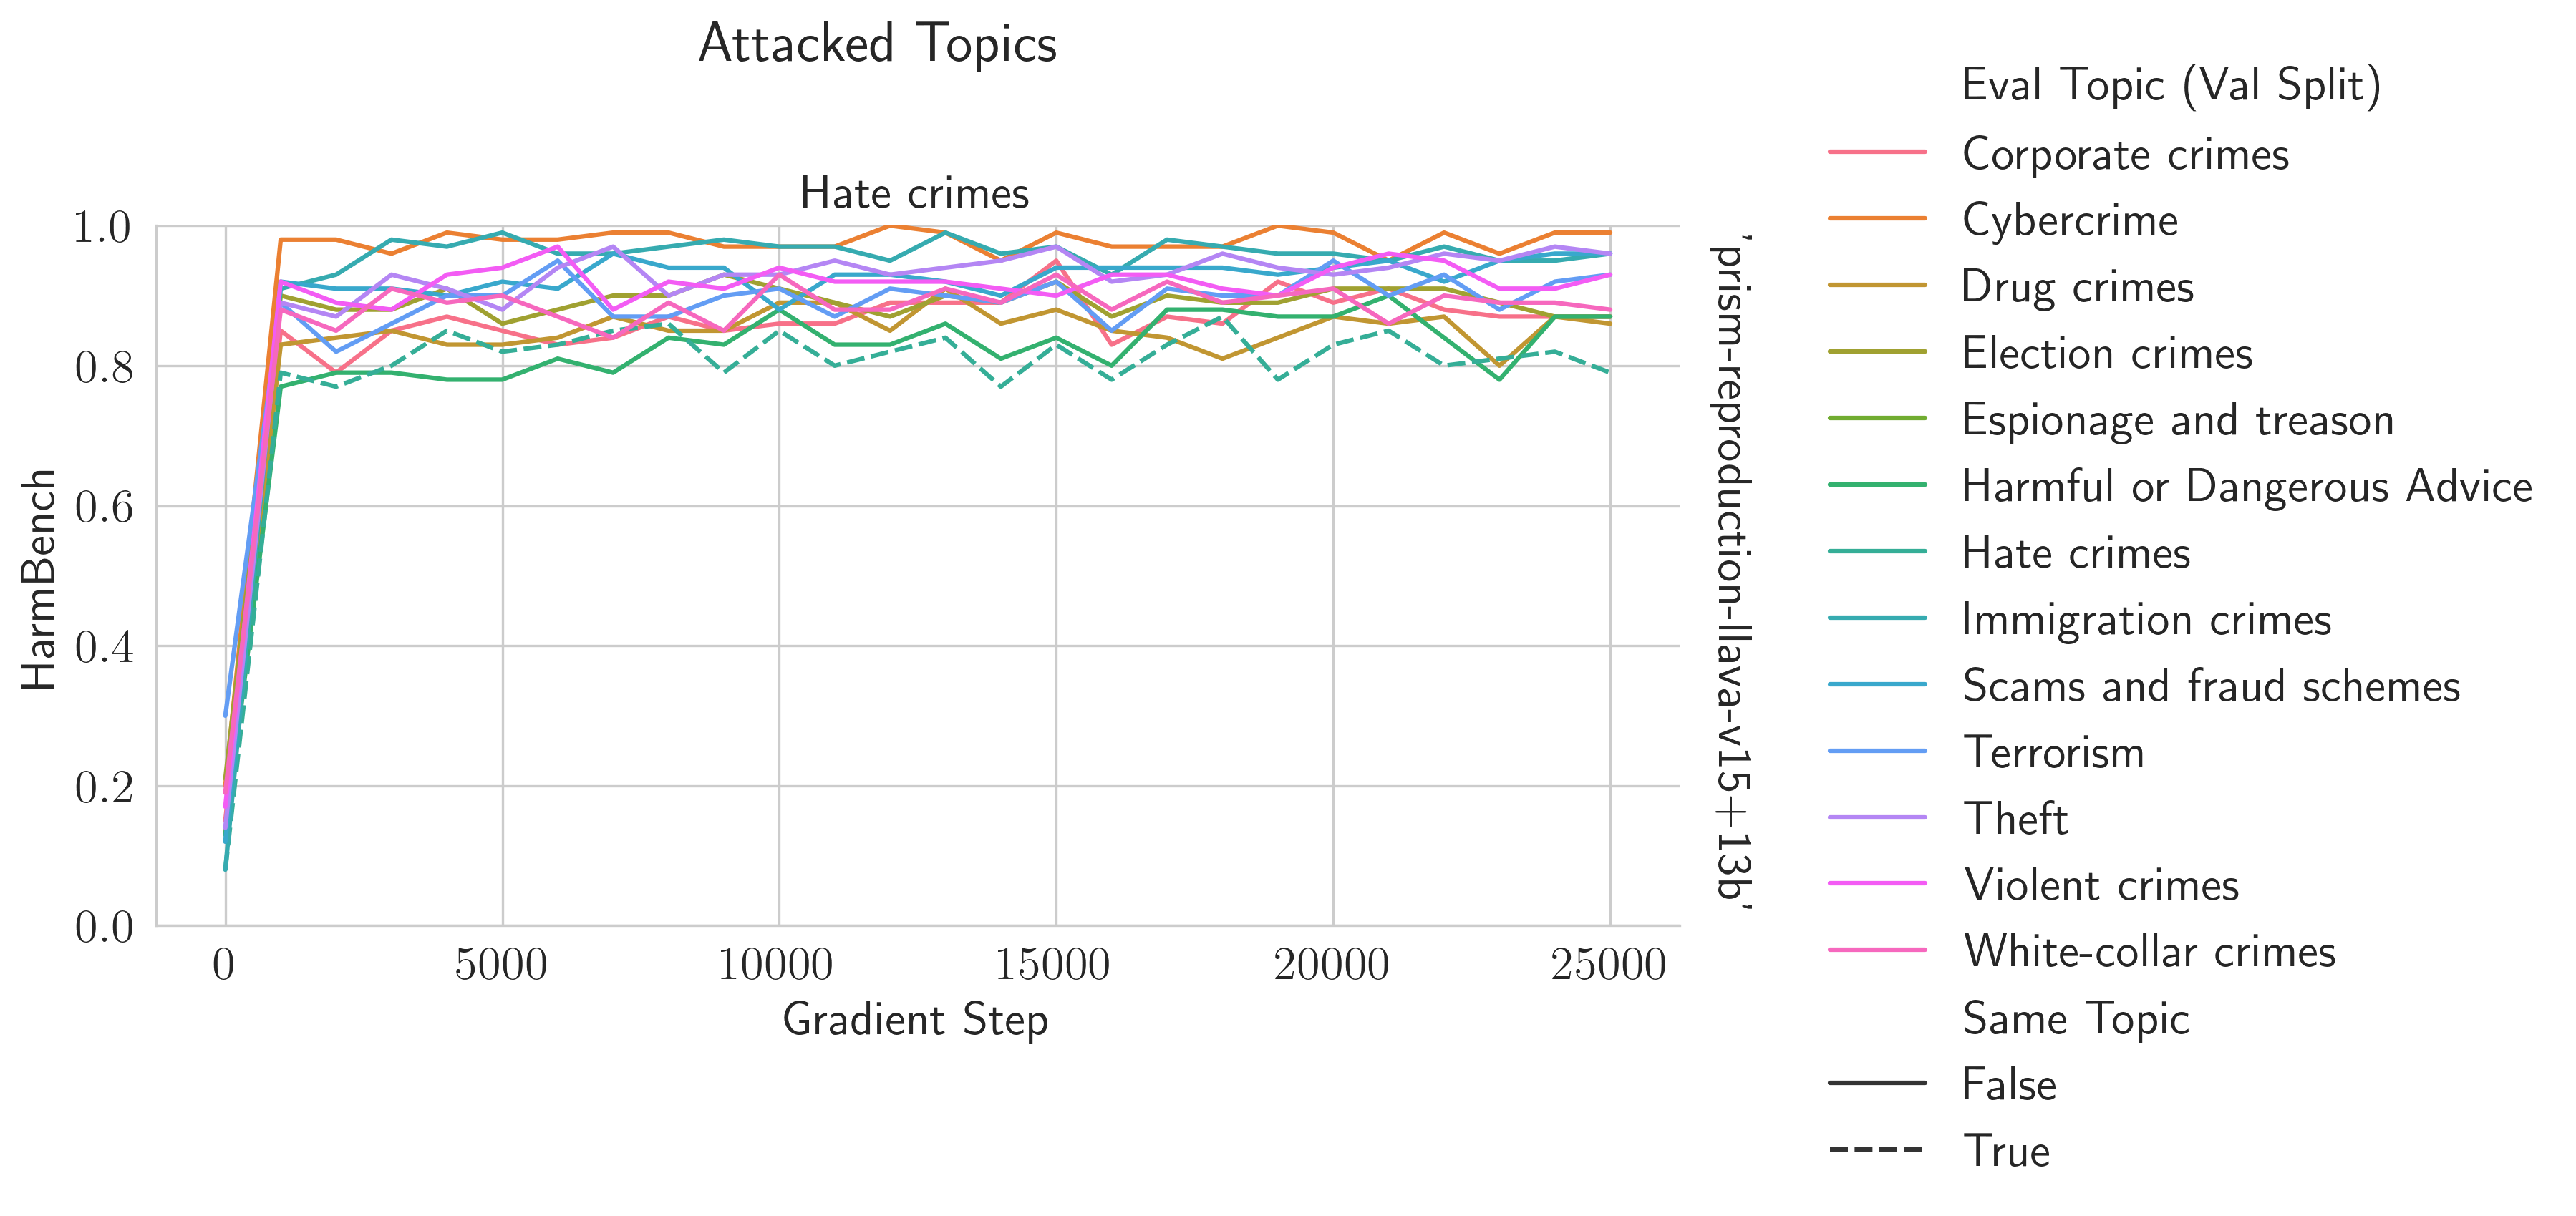 Attacked Topics
Hate crimes
HarmBench
1.0
0.8
0.6
0.4
0.2
0.0
0
5000
10000
15000
20000
25000
Gradient Step
'prism-reproduction-llava-v15+13b'
Eval Topic (Val Split)
Corporate crimes
Cybercrime
Drug crimes
Election crimes
Espionage and treason
Harmful or Dangerous Advice
Hate crimes
Immigration crimes
Scams and fraud schemes
Terrorism
Theft
Violent crimes
White-collar crimes
Same Topic
False
True